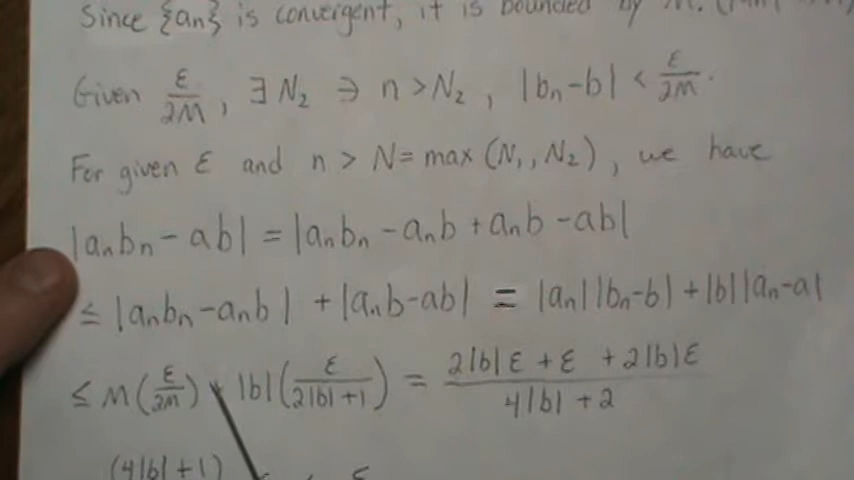 Since {an} is convergent, it is bounded by M.
Given ε/2M, ∃ N₂ ∋ n > N₂, |bn-b| < ε/2M.
For given ε and n > N = max (N₁, N₂), we have
|anbn - ab| = |anbn - anb + anb - ab|
≤ |anbn - anb| + |anb - ab| = |an||bn-b| + |b||an-a|
≤ M(ε/2M) + |b|(ε/2|b|+1) = 2|b|ε + ε + 2|b|ε / 4|b| + 2
(4|b|+1)